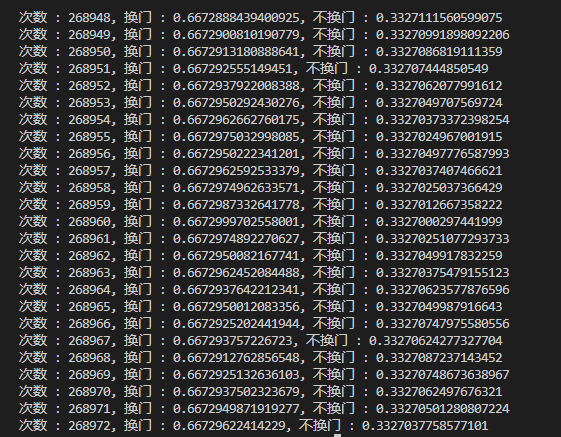 次数 : 268948, 换门 : 0.6672888439400925, 不换门 : 0.3327111560599075
次数 : 268949, 换门 : 0.6672900810190779, 不换门 : 0.33270991898092206
次数 : 268950, 换门 : 0.6672913180888641, 不换门 : 0.3327086819111359
次数 : 268951, 换门 : 0.667292555149451, 不换门 : 0.332707444850549
次数 : 268952, 换门 : 0.6672937922008388, 不换门 : 0.3327062077991612
次数 : 268953, 换门 : 0.6672950292430276, 不换门 : 0.3327049707569724
次数 : 268954, 换门 : 0.6672962662760175, 不换门 : 0.33270373372398254
次数 : 268955, 换门 : 0.6672975032998085, 不换门 : 0.3327024967001915
次数 : 268956, 换门 : 0.6672950222341201, 不换门 : 0.33270497776587993
次数 : 268957, 换门 : 0.6672962592533379, 不换门 : 0.3327037407466621
次数 : 268958, 换门 : 0.6672974962633571, 不换门 : 0.3327025037366429
次数 : 268959, 换门 : 0.6672987332641778, 不换门 : 0.3327012667358222
次数 : 268960, 换门 : 0.6672999702558001, 不换门 : 0.3327000297441999
次数 : 268961, 换门 : 0.6672974892270627, 不换门 : 0.33270251077293733
次数 : 268962, 换门 : 0.6672950082167741, 不换门 : 0.3327049917832259
次数 : 268963, 换门 : 0.6672962452084488, 不换门 : 0.33270375479155123
次数 : 268964, 换门 : 0.6672937642212341, 不换门 : 0.33270623577876596
次数 : 268965, 换门 : 0.6672950012083356, 不换门 : 0.3327049987916643
次数 : 268966, 换门 : 0.6672925202441944, 不换门 : 0.33270747975580556
次数 : 268967, 换门 : 0.667293757226723, 不换门 : 0.33270624277327704
次数 : 268968, 换门 : 0.6672912762856548, 不换门 : 0.3327087237143452
次数 : 268969, 换门 : 0.6672925132636103, 不换门 : 0.33270748673638967
次数 : 268970, 换门 : 0.6672937502323679, 不换门 : 0.3327062497676321
次数 : 268971, 换门 : 0.6672949871919277, 不换门 : 0.33270501280807224
次数 : 268972, 换门 : 0.66729622414229, 不换门 : 0.3327037758577101